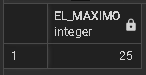 EL_MAXIMO
integer
1 25